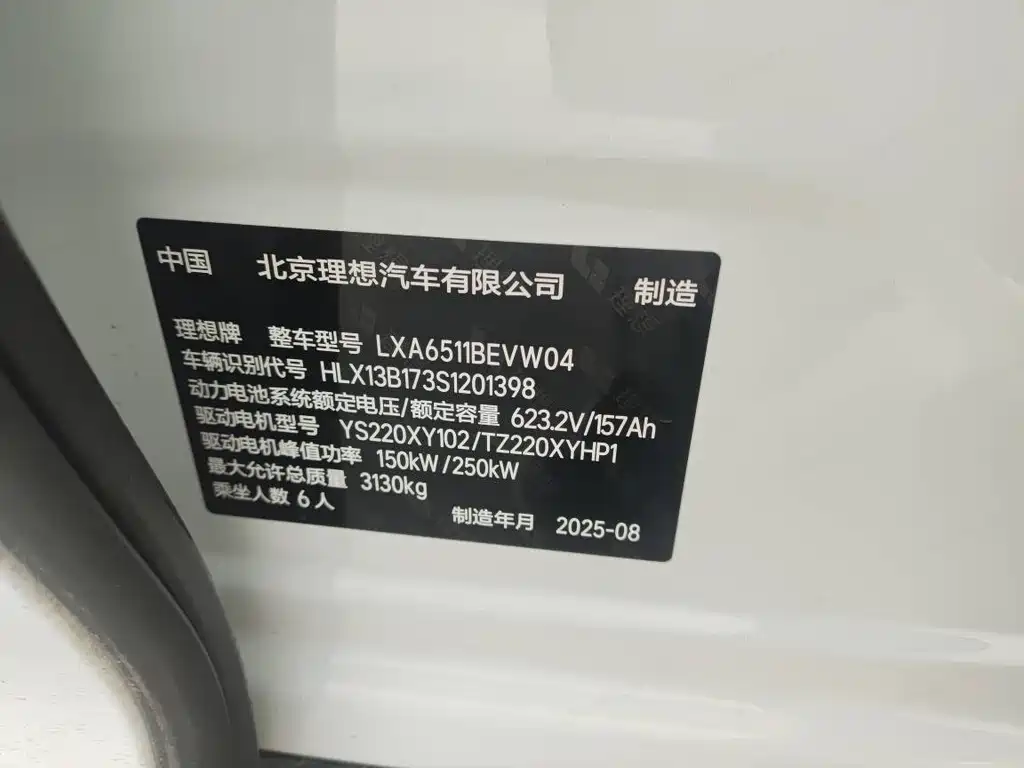 中国 北京理想汽车有限公司 制造
理想牌 整车型号 LXA6511BEVW04
车辆识别代号 HLX13B173S1201398
动力电池系统额定电压/额定容量 623.2V/157Ah
驱动电机型号 YS220XY102/TZ220XYHP1
驱动电机峰值功率 150kW/250kW
最大允许总质量 3130kg
乘坐人数 6人 制造年月 2025-08